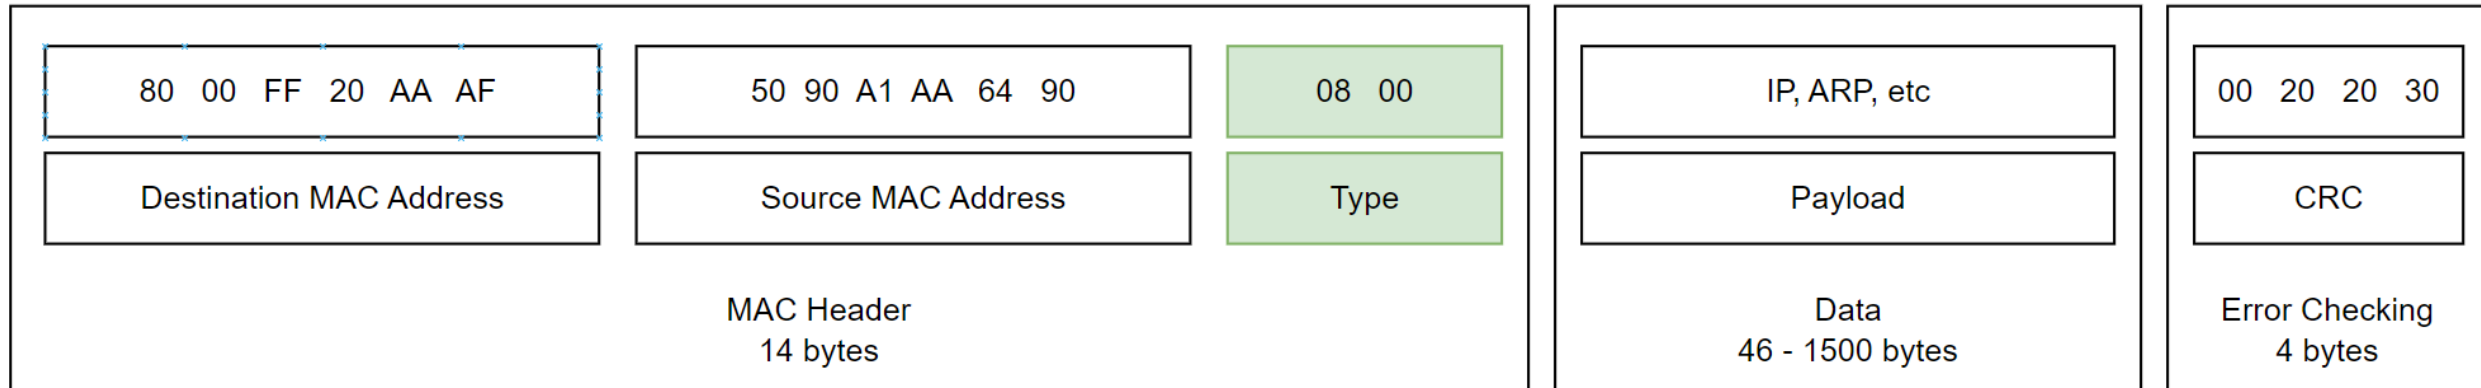 80 00 FF 20 AA AF
50 90 A1 AA 64 90
08 00
IP, ARP, etc
00 20 20 30
Destination MAC Address
Source MAC Address
Type
Payload
CRC
MAC Header
14 bytes
Data
46 - 1500 bytes
Error Checking
4 bytes